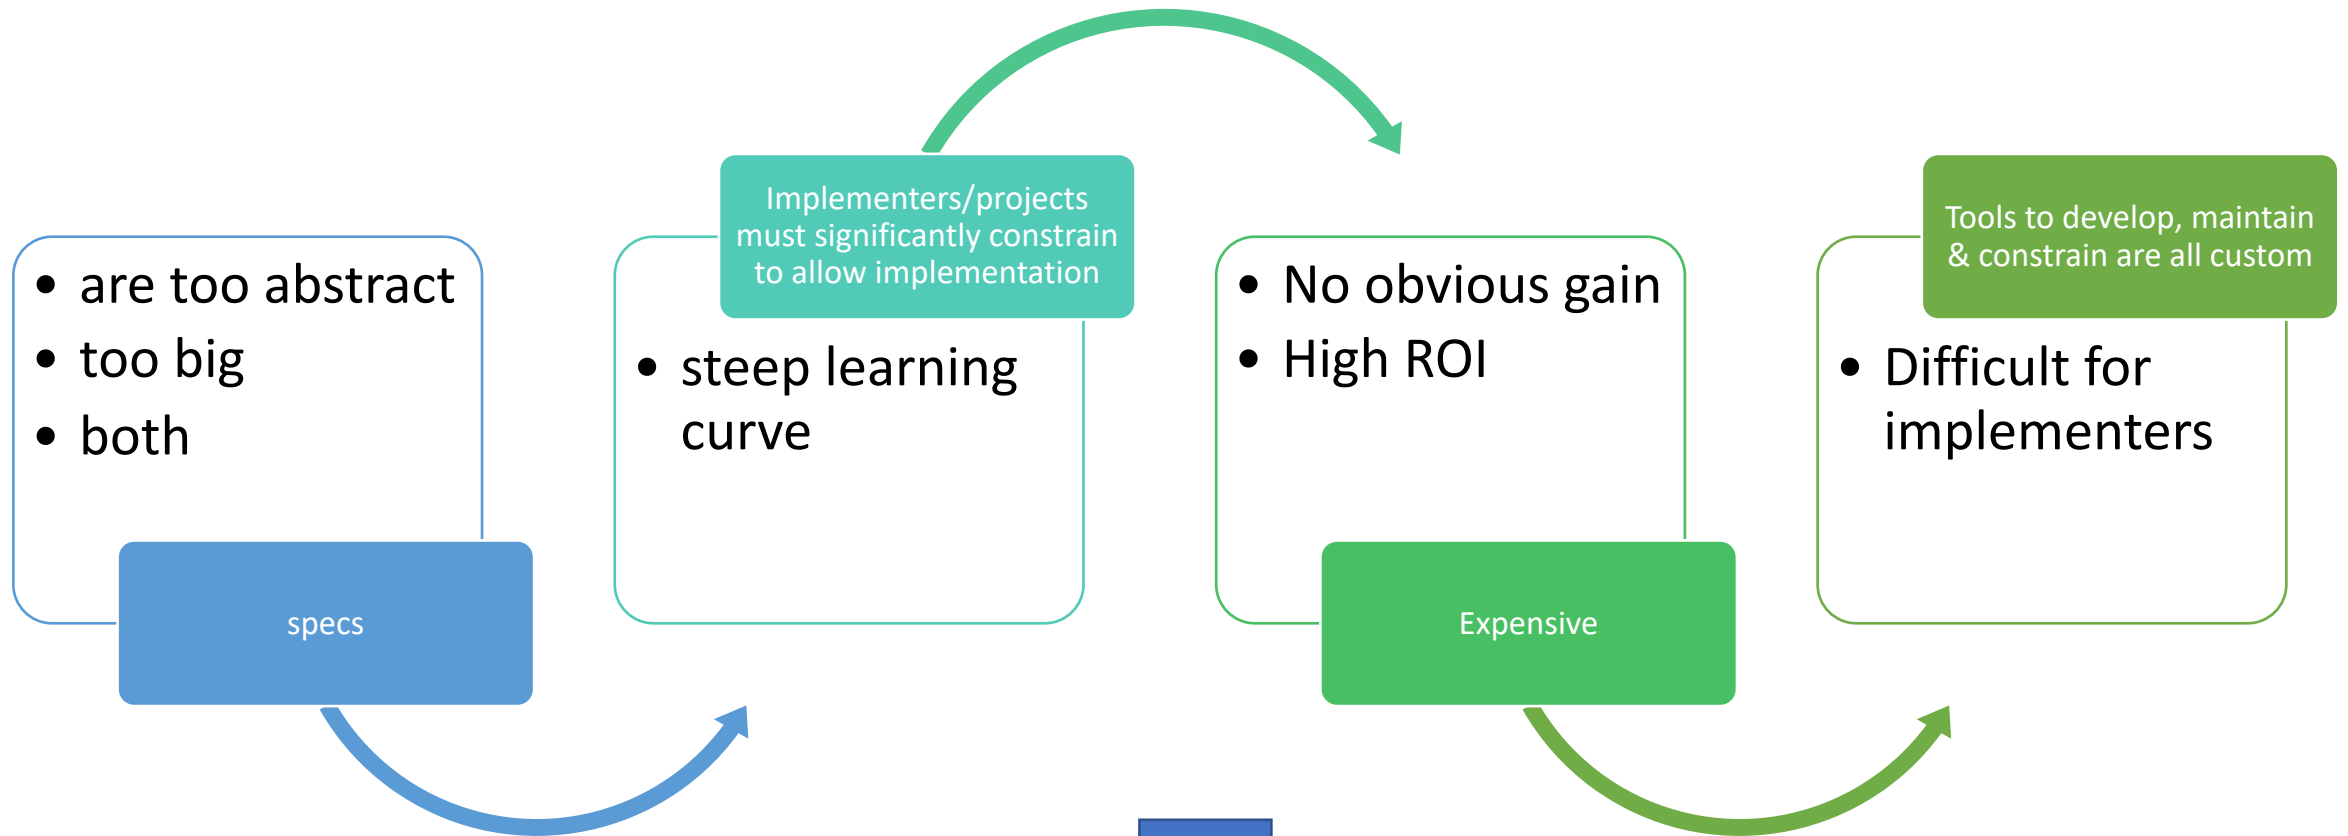 • are too abstract
• too big
• both
specs
Implementers/projects
must significantly constrain
to allow implementation
• steep learning
curve
• No obvious gain
• High ROI
Expensive
Tools to develop, maintain
& constrain are all custom
• Difficult for
implementers